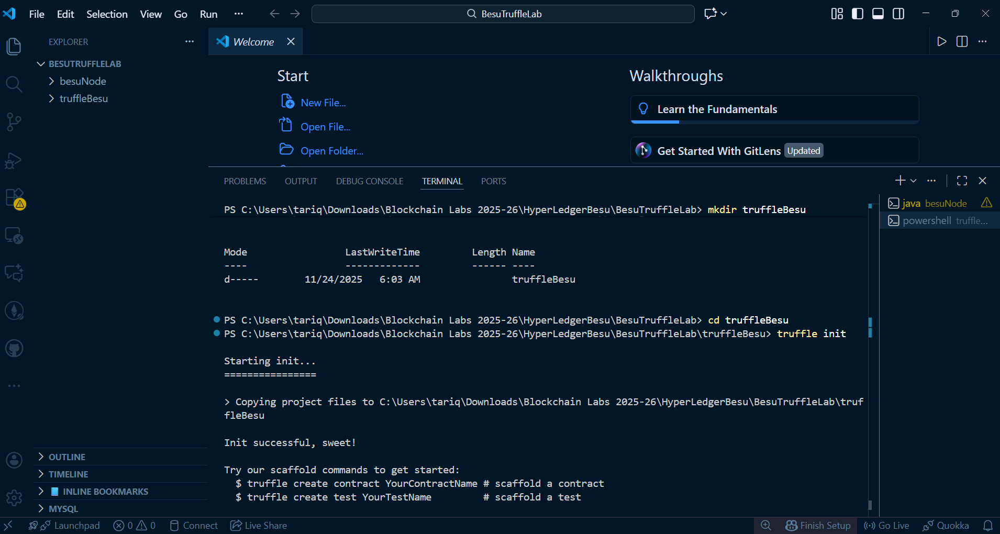 File Edit Selection View Go Run ···
BesuTruffleLab
EXPLORER ···
BESUTRUFFLELAB
besuNode
truffleBesu
OUTLINE
TIMELINE
INLINE BOOKMARKS
MYSQL
Welcome
Start
New File...
Open File...
Open Folder...
Walkthroughs
Learn the Fundamentals
Get Started With GitLens Updated
PROBLEMS OUTPUT DEBUG CONSOLE TERMINAL PORTS
PS C:\Users\tariq\Downloads\Blockchain Labs 2025-26\HyperLedgerBesu\BesuTruffleLab> mkdir truffleBesu
Mode LastWriteTime Length Name
---- ------------- ------ ----
d----- 11/24/2025 6:03 AM truffleBesu
PS C:\Users\tariq\Downloads\Blockchain Labs 2025-26\HyperLedgerBesu\BesuTruffleLab> cd truffleBesu
PS C:\Users\tariq\Downloads\Blockchain Labs 2025-26\HyperLedgerBesu\BesuTruffleLab\truffleBesu> truffle init
Starting init...
================
> Copying project files to C:\Users\tariq\Downloads\Blockchain Labs 2025-26\HyperLedgerBesu\BesuTruffleLab\truf
fleBesu
Init successful, sweet!
Try our scaffold commands to get started:
$ truffle create contract YourContractName # scaffold a contract
$ truffle create test YourTestName # scaffold a test
java besuNode
powershell truffle...
Launchpad 0 0 Connect Live Share Finish Setup Go Live Quokka